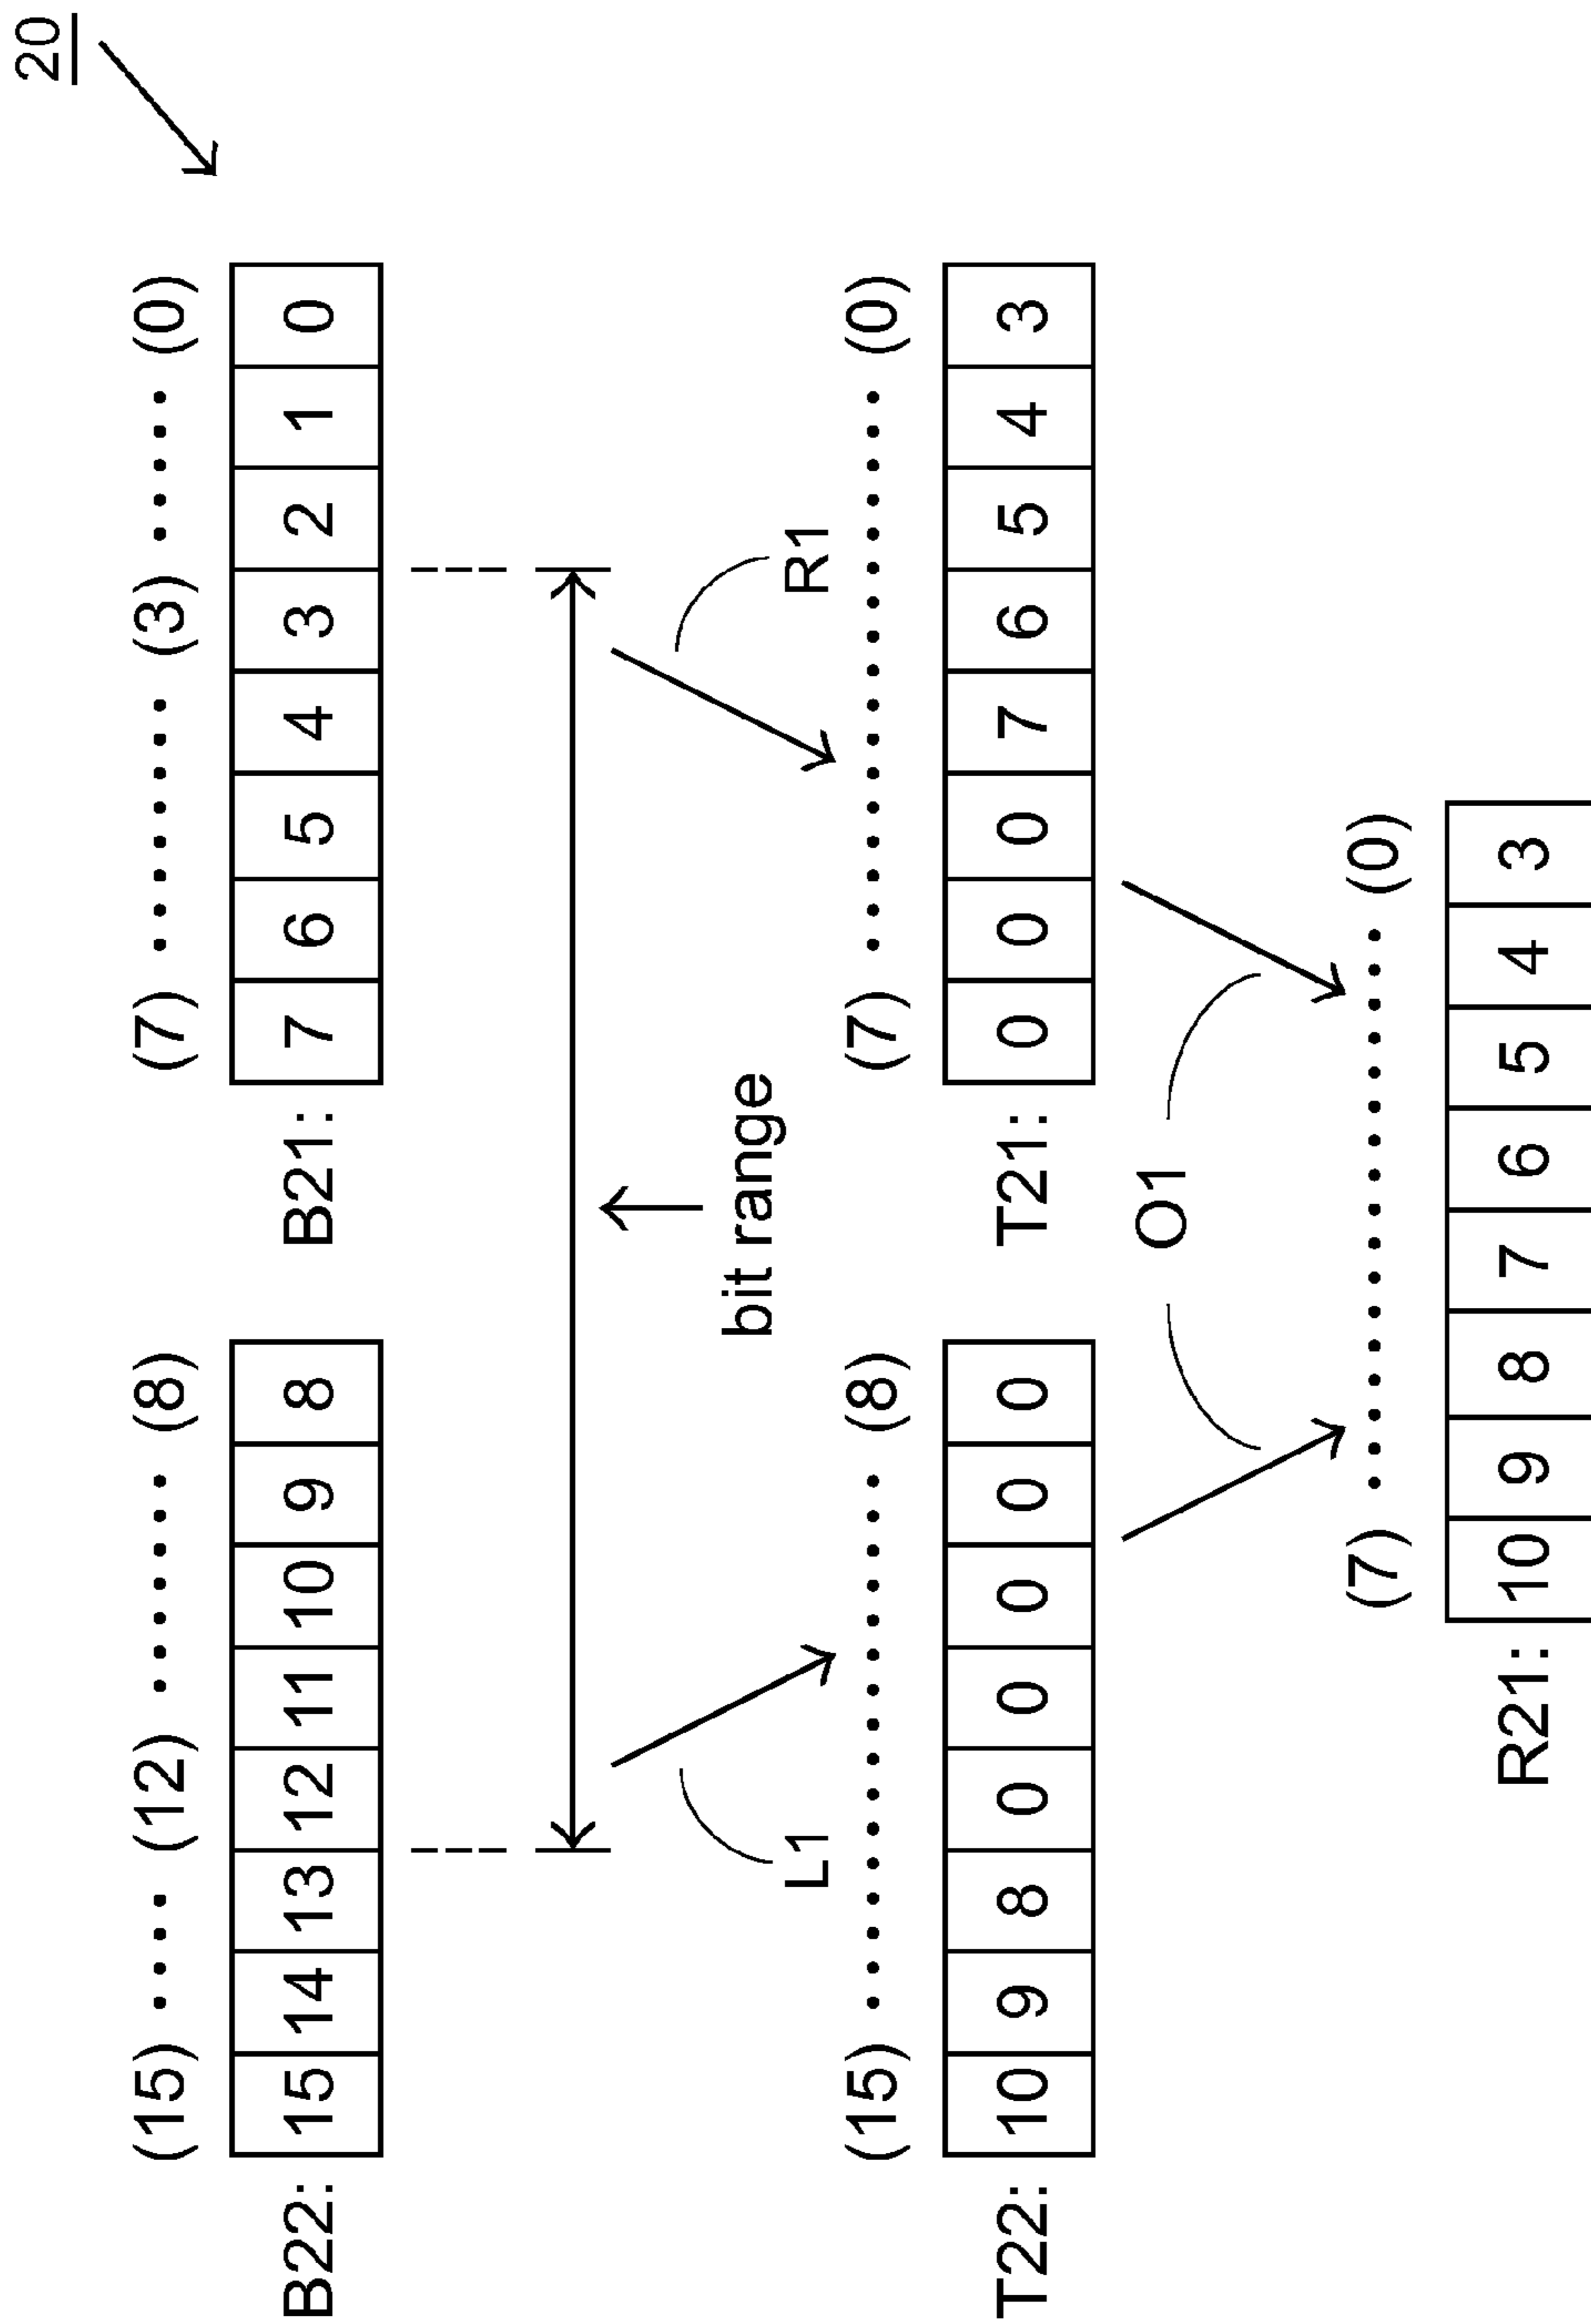 20
(15) .... (12) ....... (8) (7) ........ (3) ..... (0)
B22: 15 14 13 12 11 10 9 8 B21: 7 6 5 4 3 2 1 0
bit range
L1 R1
(15) ................ (8) (7) ................. (0)
T22: 10 9 8 0 0 0 0 0 T21: 0 0 0 7 6 5 4 3
O1
(7) ................. (0)
R21: 10 9 8 7 6 5 4 3